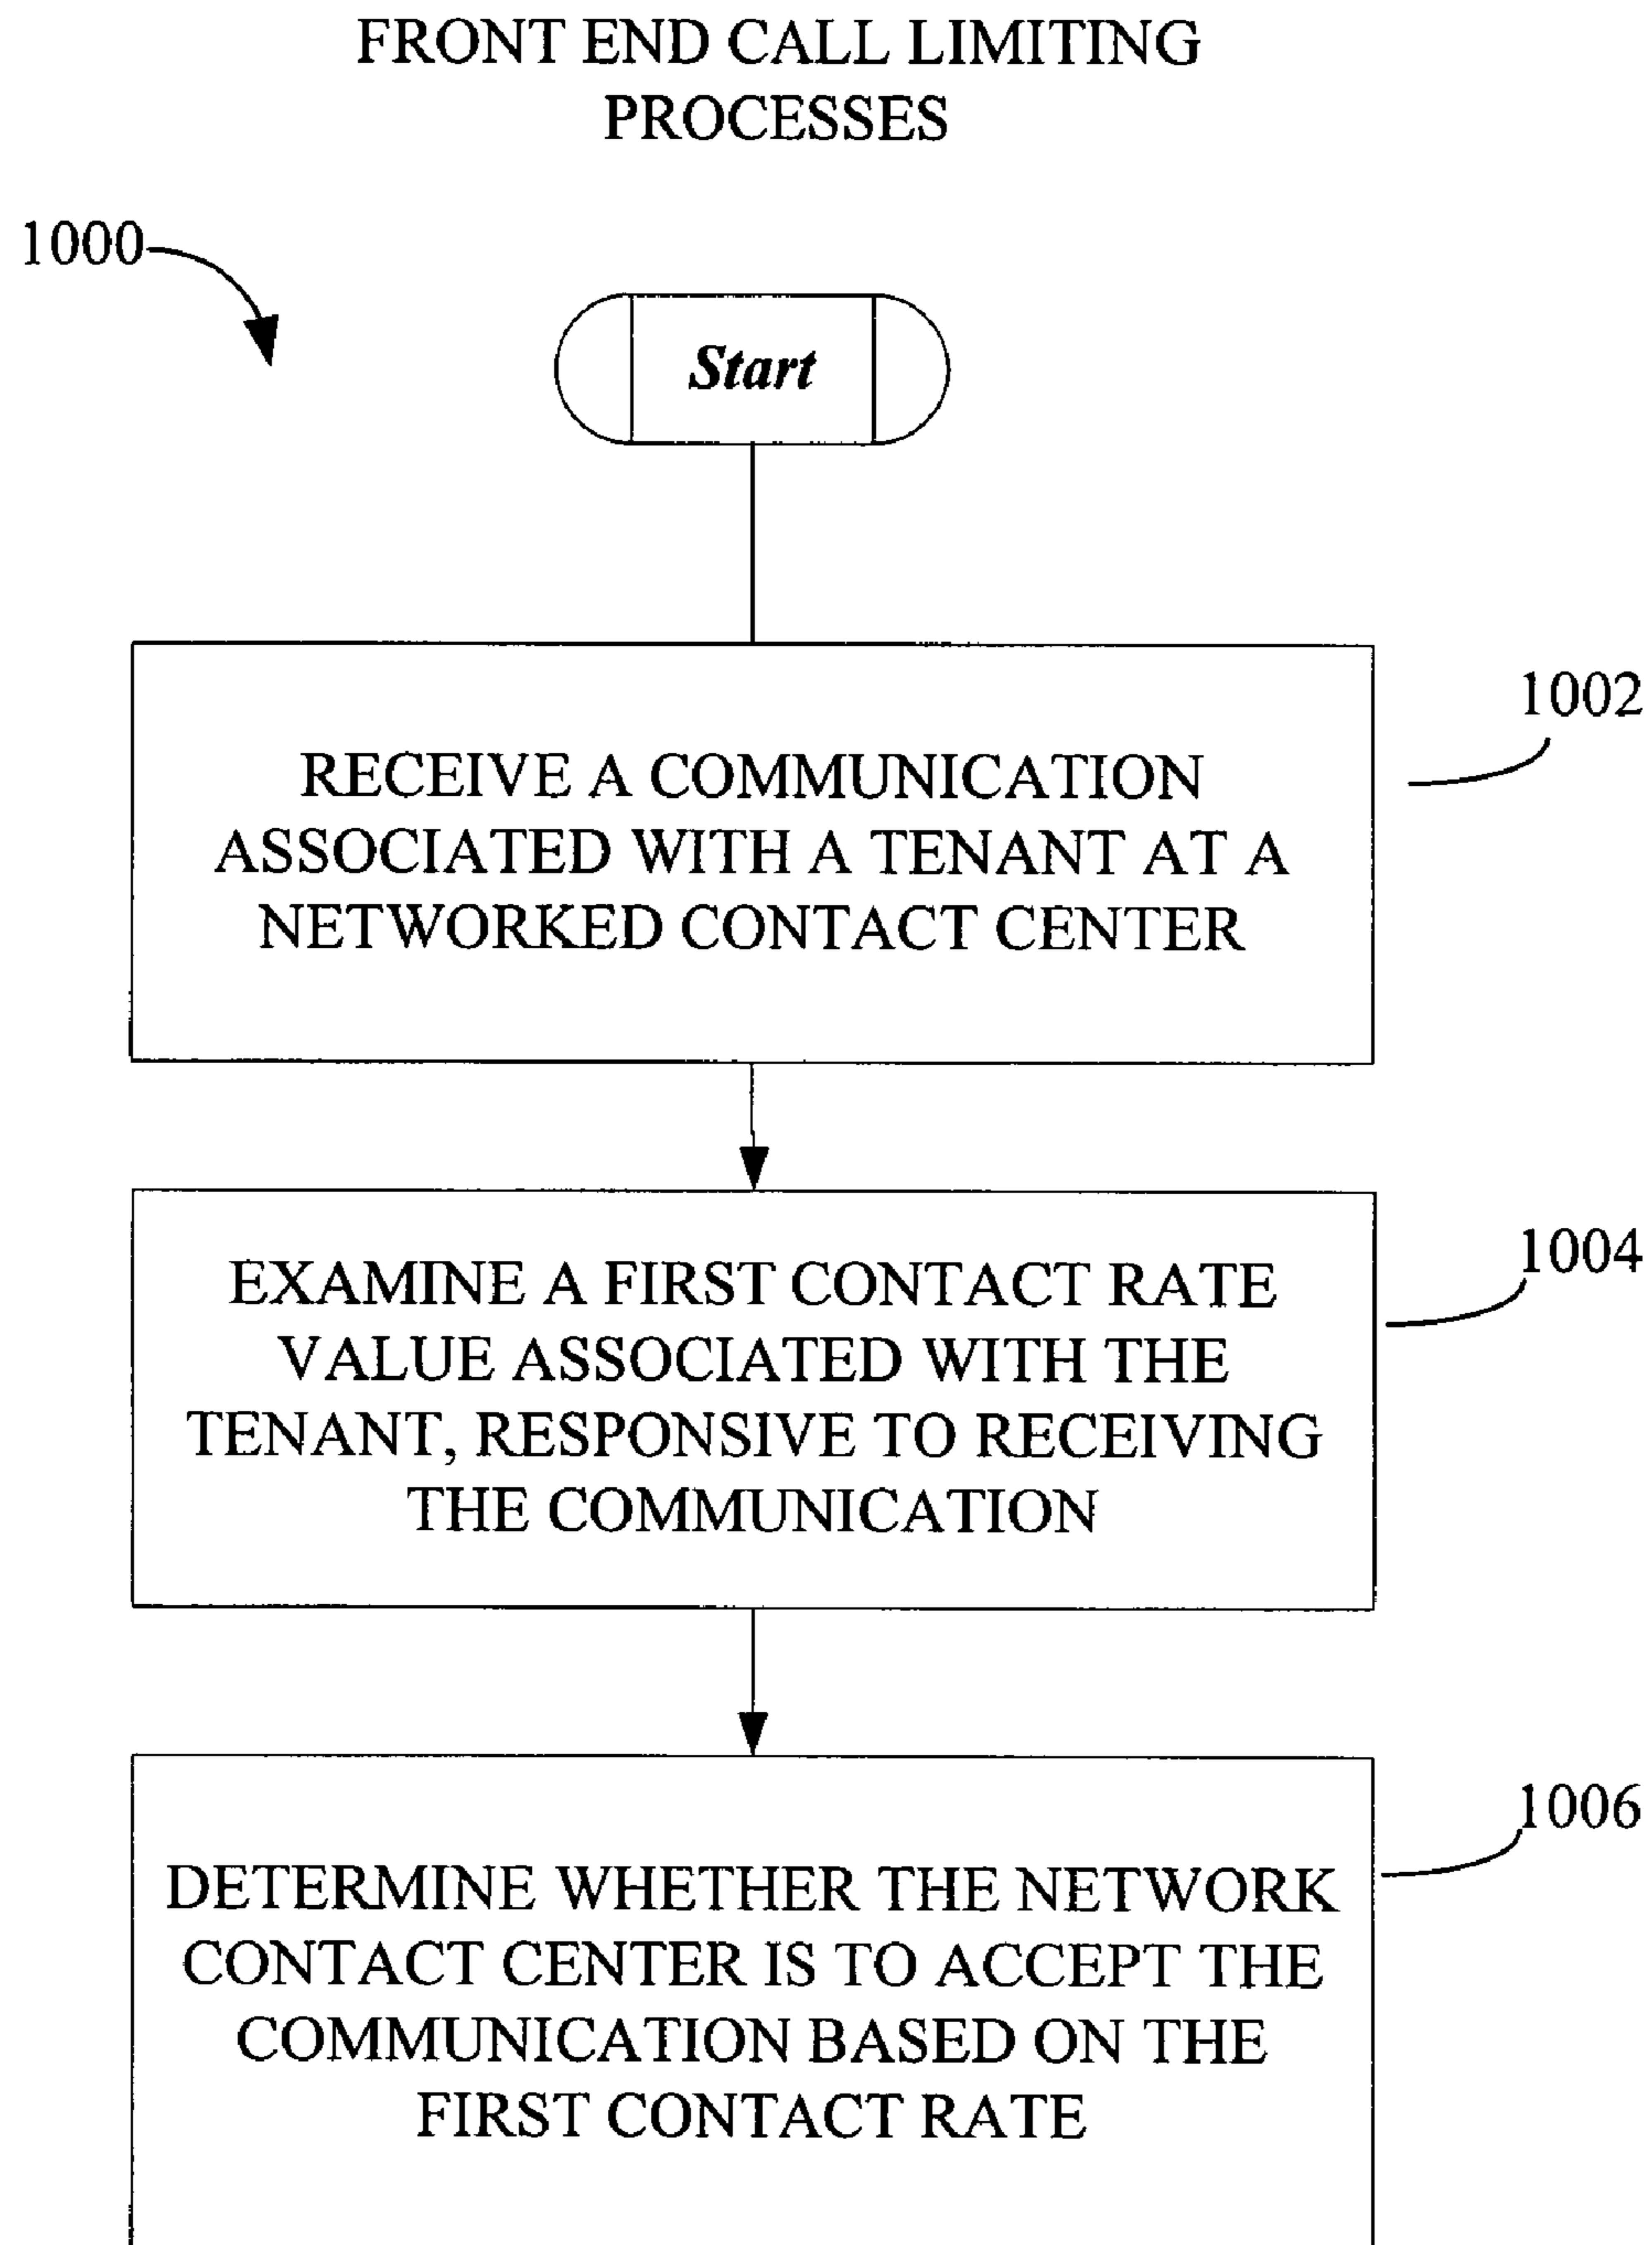 FRONT END CALL LIMITING
PROCESSES
1000
Start
1002
RECEIVE A COMMUNICATION
ASSOCIATED WITH A TENANT AT A
NETWORKED CONTACT CENTER
1004
EXAMINE A FIRST CONTACT RATE
VALUE ASSOCIATED WITH THE
TENANT, RESPONSIVE TO RECEIVING
THE COMMUNICATION
1006
DETERMINE WHETHER THE NETWORK
CONTACT CENTER IS TO ACCEPT THE
COMMUNICATION BASED ON THE
FIRST CONTACT RATE